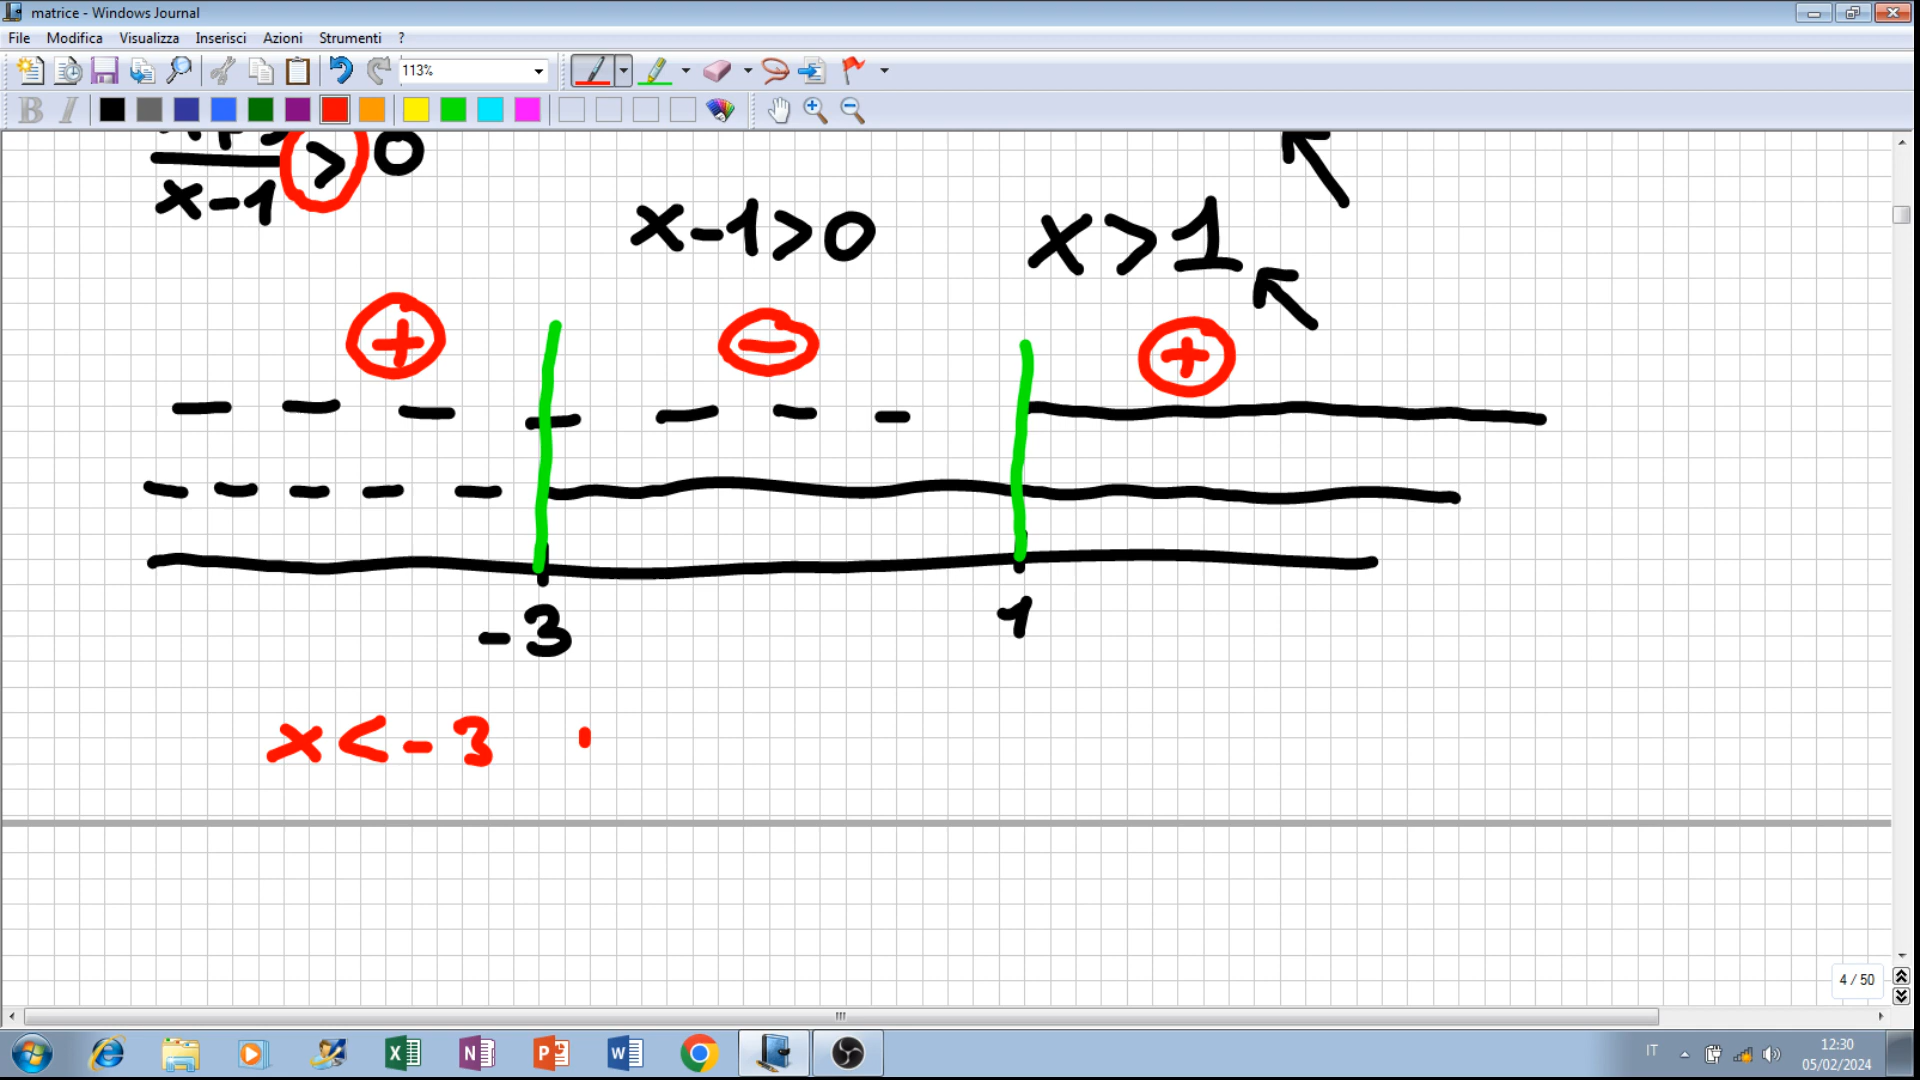 matrice - Windows Journal
File Modifica Visualizza Inserisci Azioni Strumenti ?
113%
B I
> 0
x-1
x-1>0 x>1
+ - +
-3 1
x<-3
4 / 50
IT
12:30
05/02/2024